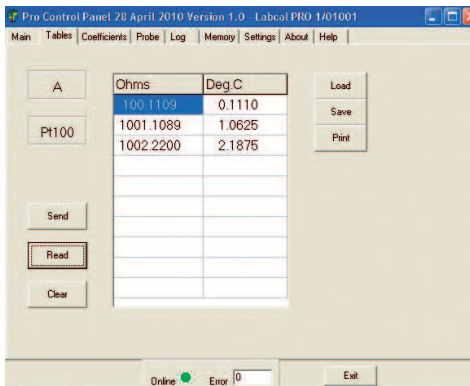 Pro Control Panel 28 April 2010 Version 1.0 - Labcal PRO 1/01001
Main Tables Coefficients Probe Log Memory Settings About Help
A
Pt100
Ohms Deg.C
100.1109 0.1110
1001.1089 1.0625
1002.2200 2.1875
Load
Save
Print
Send
Read
Clear
Online Error 0
Exit